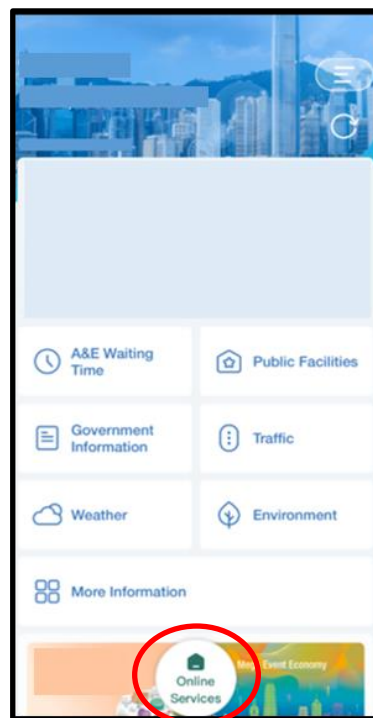 A&E Waiting
Time
Public Facilities
Government
Information
Traffic
Weather
Environment
More Information
Online
Services
Mega Event Economy